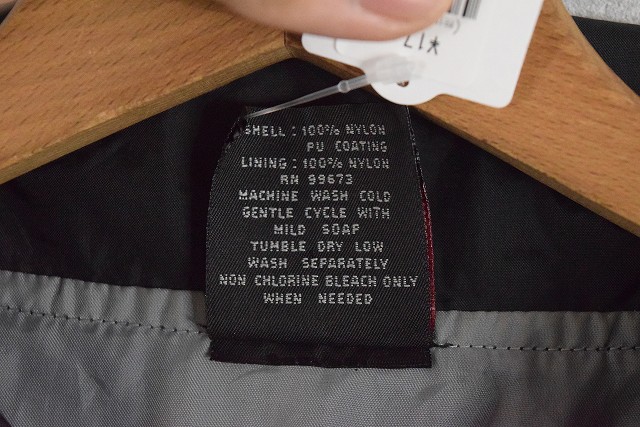 *17
SHELL : 100% NYLON
PU COATING
LINING : 100% NYLON
RN 99673
MACHINE WASH COLD
GENTLE CYCLE WITH
MILD SOAP
TUMBLE DRY LOW
WASH SEPARATELY
NON CHLORINE BLEACH ONLY
WHEN NEEDED